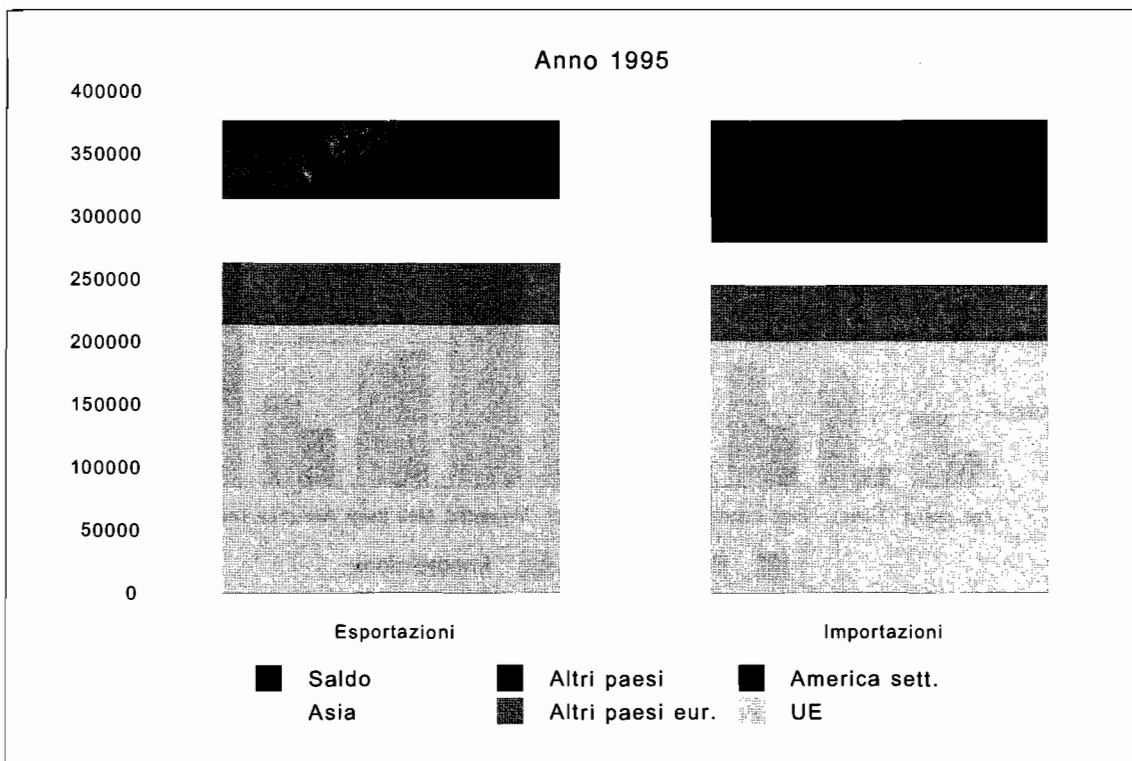 Anno 1995
400000
350000
300000
250000
200000
150000
100000
50000
0
Esportazioni Importazioni
Saldo Altri paesi America sett.
Asia Altri paesi eur. UE